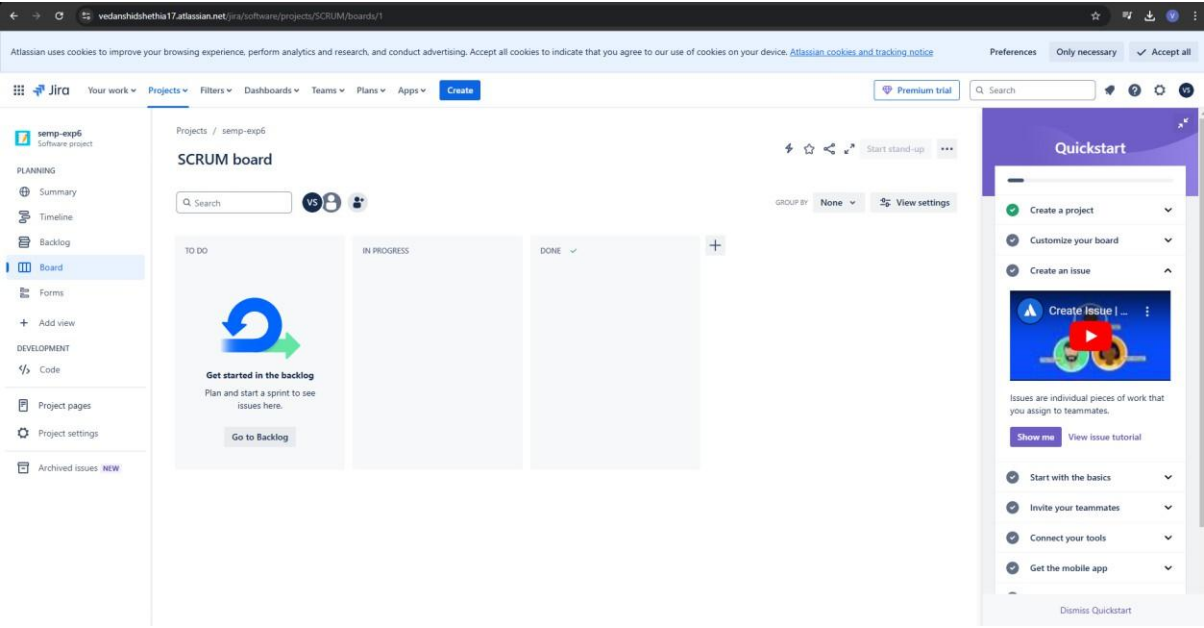 vedanshidshethia17.atlassian.net/jira/software/projects/SCRUM/boards/1
V
Atlassian uses cookies to improve your browsing experience, perform analytics and research, and conduct advertising. Accept all cookies to indicate that you agree to our use of cookies on your device. Atlassian cookies and tracking notice
Preferences Only necessary Accept all
Jira Your work Projects Filters Dashboards Teams Plans Apps Create Premium trial Search VS
semp-exp6
Software project
PLANNING
Summary
Timeline
Backlog
Board
Forms
Add view
DEVELOPMENT
Code
Project pages
Project settings
Archived issues NEW
Projects / semp-exp6
SCRUM board
Start stand-up
Search VS
GROUP BY None View settings
TO DO
IN PROGRESS
DONE
Get started in the backlog
Plan and start a sprint to see
issues here.
Go to Backlog
Quickstart
Create a project
Customize your board
Create an issue
Create Issue | ...
Issues are individual pieces of work that
you assign to teammates.
Show me View issue tutorial
Start with the basics
Invite your teammates
Connect your tools
Get the mobile app
Dismiss Quickstart